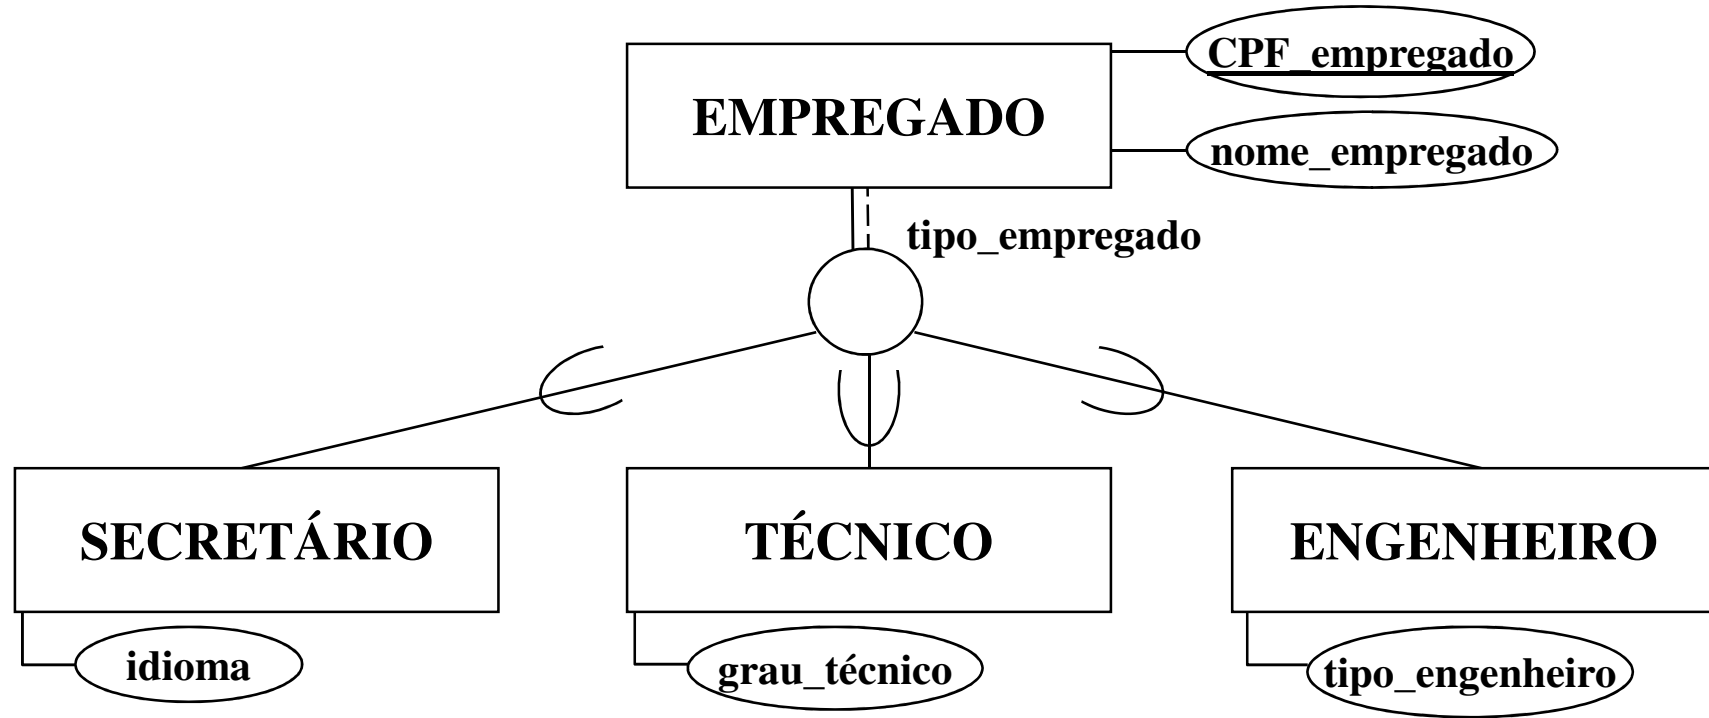 CPF_empregado
EMPREGADO
nome_empregado
tipo_empregado
SECRETÁRIO
TÉCNICO
ENGENHEIRO
idioma
grau_técnico
tipo_engenheiro